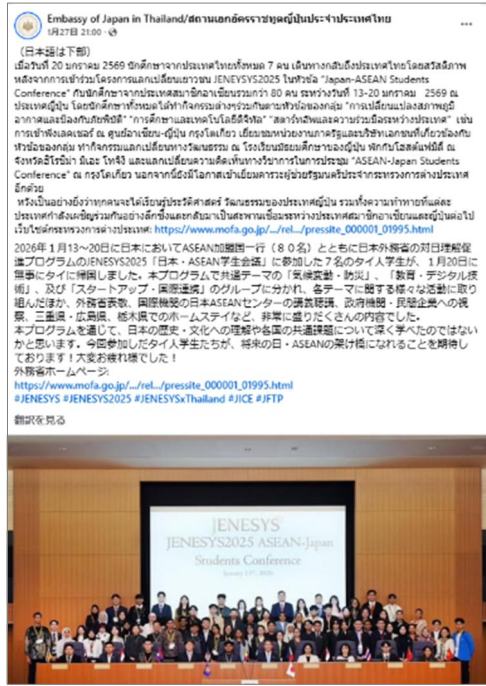 Embassy of Japan in Thailand/สถานเอกอัครราชทูตญี่ปุ่นประจำประเทศไทย
1月27日 21:00
（日本語は下部）
เมื่อวันที่ 20 มกราคม 2569 นักศึกษาจากประเทศไทยทั้งหมด 7 คน เดินทางกลับถึงประเทศไทยโดยสวัสดิภาพ
หลังจากการเข้าร่วมโครงการแลกเปลี่ยนเยาวชน JENESYS2025 ในหัวข้อ "Japan-ASEAN Students
Conference" กับนักศึกษาจากประเทศสมาชิกอาเซียนรวมกว่า 80 คน ระหว่างวันที่ 13-20 มกราคม 2569 ณ
ประเทศญี่ปุ่น โดยนักศึกษาทั้งหมดได้ทำกิจกรรมต่างๆร่วมกันตามหัวข้อของกลุ่ม "การเปลี่ยนแปลงสภาพภูมิ
อากาศและป้องกันภัยพิบัติ" "การศึกษาและเทคโนโลยีดิจิทัล" "สตาร์ทอัพและความร่วมมือระหว่างประเทศ" เช่น
การเข้าฟังเลคเชอร์ ณ ศูนย์อาเซียน-ญี่ปุ่น กรุงโตเกียว เยี่ยมชมหน่วยงานภาครัฐและบริษัทเอกชนที่เกี่ยวข้องกับ
หัวข้อของกลุ่ม ทำกิจกรรมแลกเปลี่ยนทางวัฒนธรรม ณ โรงเรียนมัธยมศึกษาของญี่ปุ่น พักกับโฮสต์แฟมิลี่ ณ
จังหวัดฮิโรชิม่า มิเอะ โทจิงิ และแลกเปลี่ยนความคิดเห็นทางวิชาการในการประชุม "ASEAN-Japan Students
Conference" ณ กรุงโตเกียว นอกจากนี้ยังมีโอกาสเข้าเยี่ยมคารวะผู้ช่วยรัฐมนตรีประจำกระทรวงการต่างประเทศ
อีกด้วย
หวังเป็นอย่างยิ่งว่าทุกคนจะได้เรียนรู้ประวัติศาสตร์ วัฒนธรรมของประเทศญี่ปุ่น รวมทั้งความท้าทายที่แต่ละ
ประเทศกำลังเผชิญร่วมกันอย่างลึกซึ้งและกลับมาเป็นสะพานเชื่อมระหว่างประเทศสมาชิกอาเซียนและญี่ปุ่นต่อไป
เว็บไซต์กระทรวงการต่างประเทศ: https://www.mofa.go.jp/.../rel.../pressite_000001_01995.html
2026年１月13～20日に日本においてASEAN加盟国一行（８０名）とともに日本外務省の対日理解促
進プログラムのJENESYS2025「日本・ASEAN学生会議」に参加した７名のタイ人学生が、１月20日に
無事にタイに帰国しました。本プログラムで共通テーマの「気候変動・防災」、「教育・デジタル技
術」、及び「スタートアップ・国際連携」のグループに分かれ、各テーマに関する様々な活動に取り
組んだほか、外務省表敬、国際機関の日本ASEANセンターの講義聴講、政府機関・民間企業への視
察、三重県・広島県、栃木県でのホームステイなど、非常に盛りだくさんの内容でした。
本プログラムを通じて、日本の歴史・文化への理解や各国の共通課題について深く学べたのではない
かと思います。今回参加したタイ人学生たちが、将来の日・ASEANの架け橋になれることを期待し
ております！大変お疲れ様でした！
外務省ホームページ:
https://www.mofa.go.jp/.../rel.../pressite_000001_01995.html
#JENESYS #JENESYS2025 #JENESYSxThailand #JICE #JFTP
翻訳を見る
JENESYS
JENESYS2025 ASEAN-Japan
Students Conference
January 13th, 2026